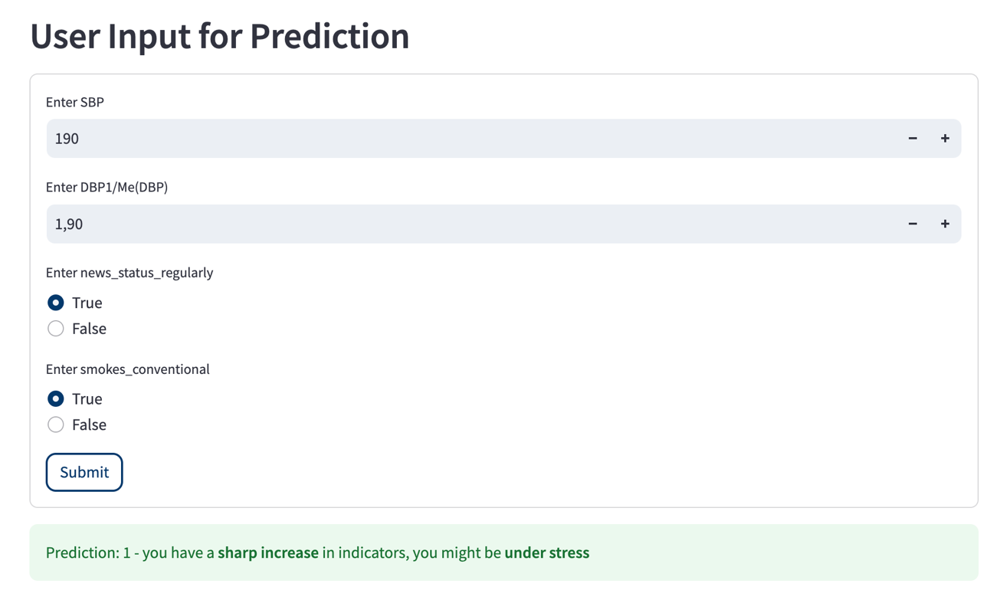 User Input for Prediction
Enter SBP
190
− +
Enter DBP1/Me(DBP)
1,90
− +
Enter news_status_regularly
True
False
Enter smokes_conventional
True
False
Submit
Prediction: 1 - you have a sharp increase in indicators, you might be under stress